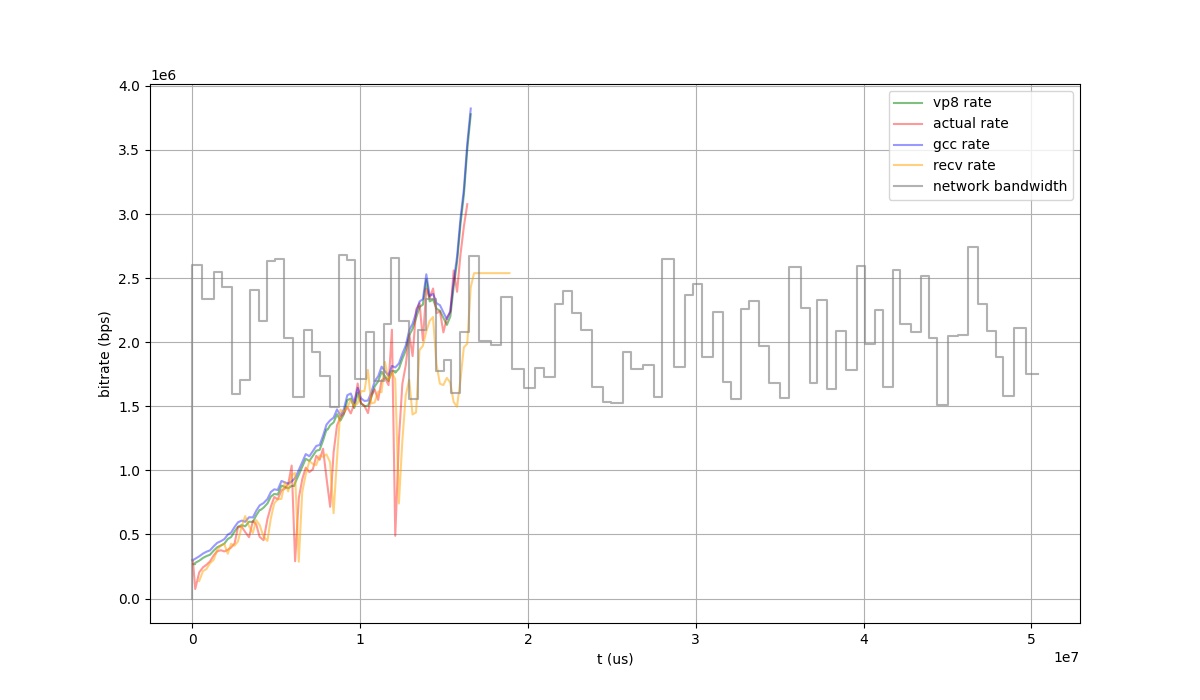 1e6
4.0
3.5
3.0
2.5
2.0
1.5
1.0
0.5
0.0
bitrate (bps)
vp8 rate
actual rate
gcc rate
recv rate
network bandwidth
0 1 2 3 4 5
1e7
t (us)